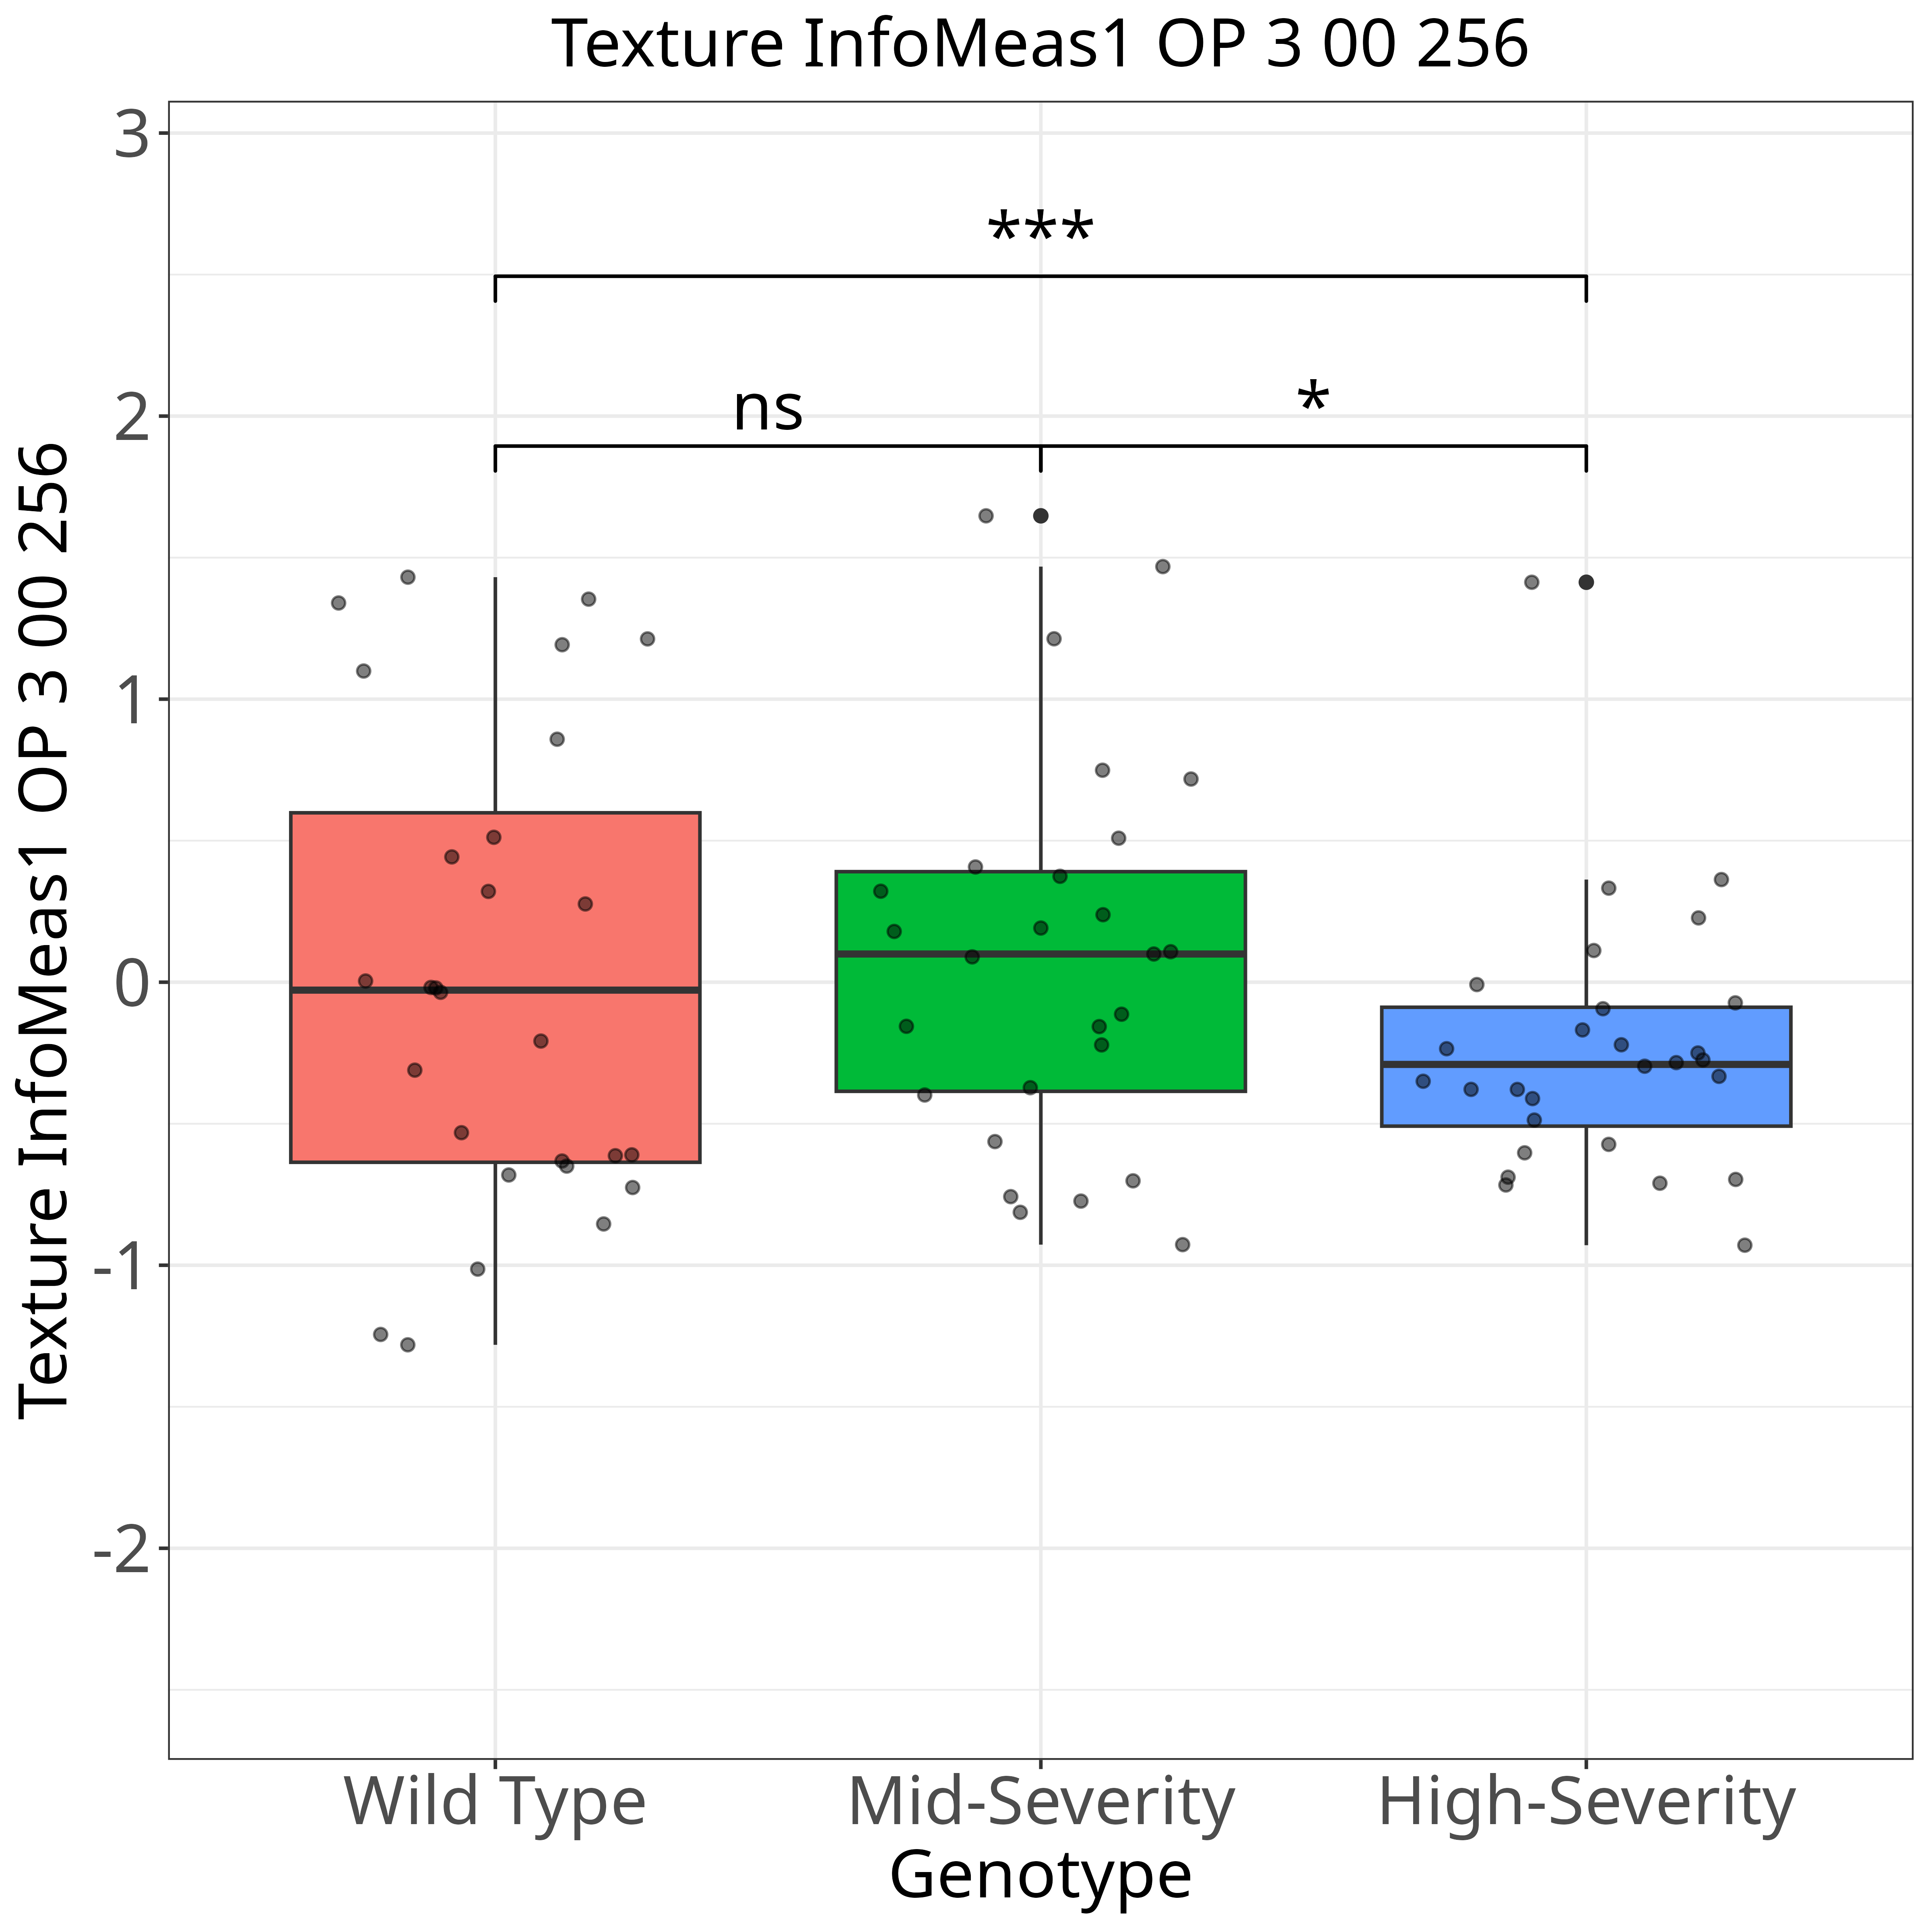 Texture InfoMeas1 OP 3 00 256
Texture InfoMeas1 OP 3 00 256
3
2
1
0
-1
-2
***
ns
*
Wild Type
Mid-Severity
High-Severity
Genotype